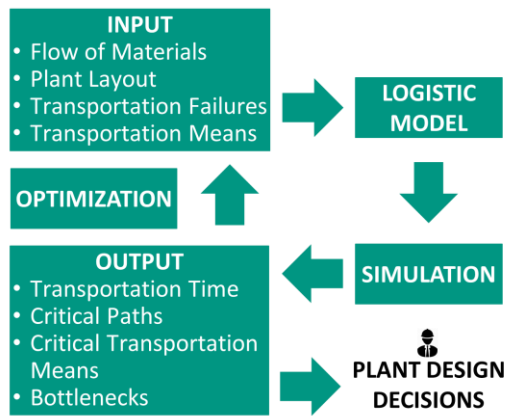 INPUT
• Flow of Materials
• Plant Layout
• Transportation Failures
• Transportation Means
LOGISTIC
MODEL
OPTIMIZATION
SIMULATION
OUTPUT
• Transportation Time
• Critical Paths
• Critical Transportation
Means
• Bottlenecks
PLANT DESIGN
DECISIONS